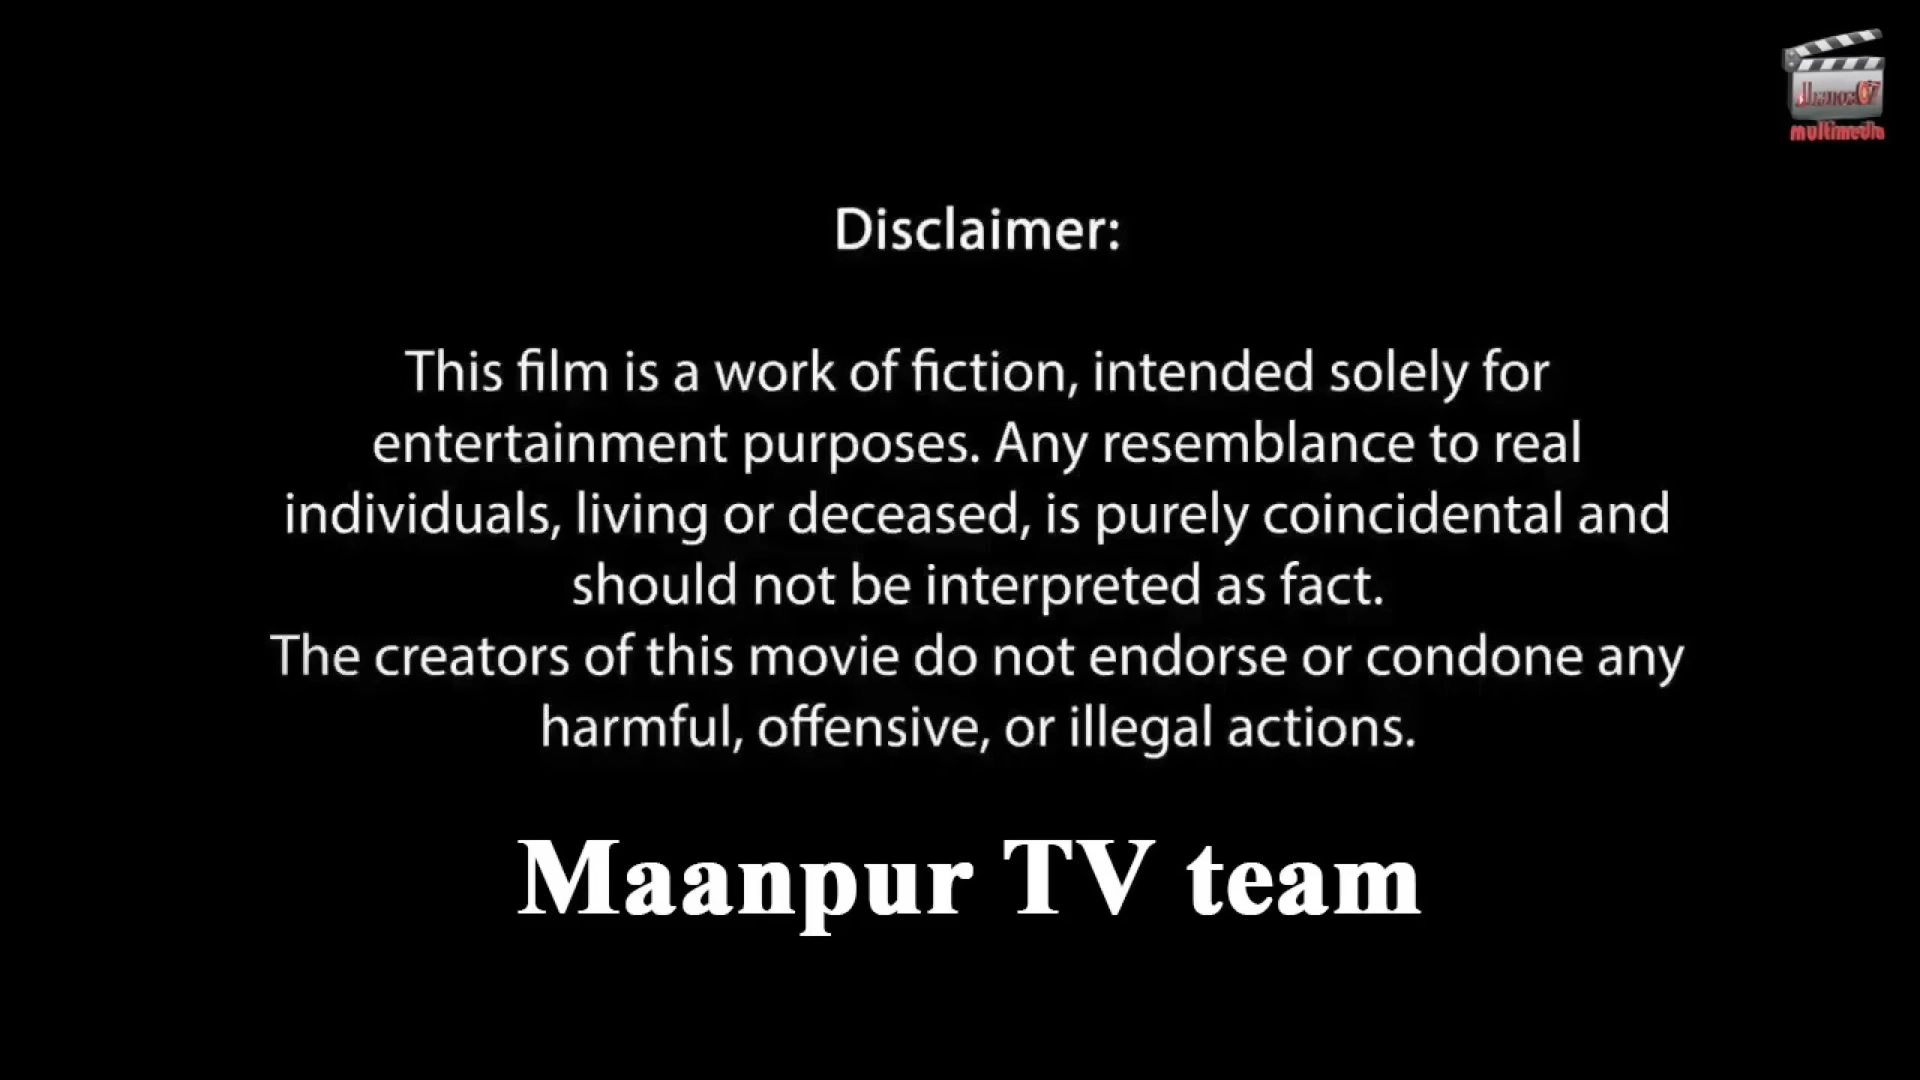 multimedia
Disclaimer:
This film is a work of fiction, intended solely for
entertainment purposes. Any resemblance to real
individuals, living or deceased, is purely coincidental and
should not be interpreted as fact.
The creators of this movie do not endorse or condone any
harmful, offensive, or illegal actions.
Maanpur TV team